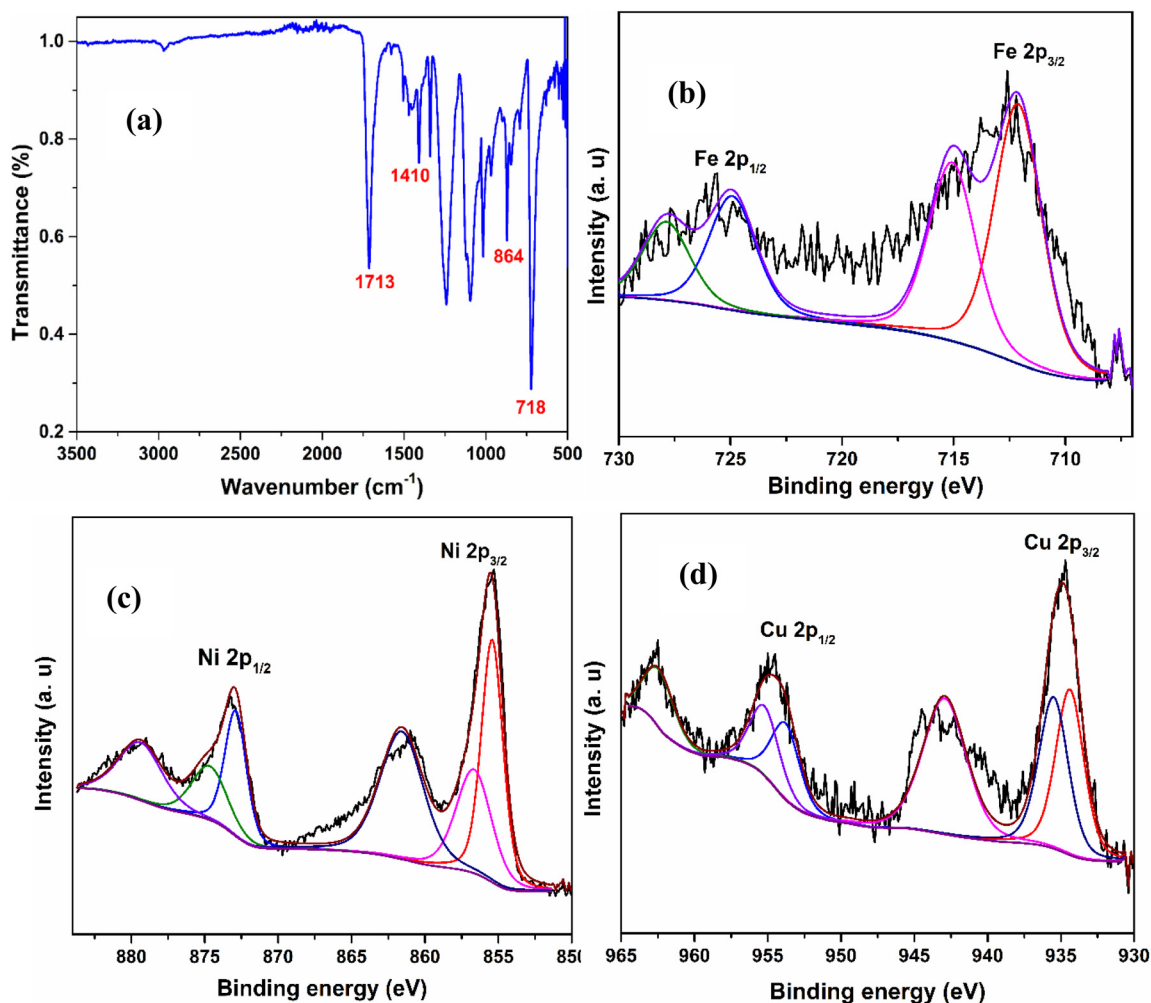 (a)
Transmittance (%)
1.0
0.8
0.6
0.4
0.2
1713
1410
864
718
3500 3000 2500 2000 1500 1000 500
Wavenumber (cm⁻¹)
(b)
Fe 2p₃/₂
Fe 2p₁/₂
Intensity (a. u)
730 725 720 715 710
Binding energy (eV)
(c)
Ni 2p₃/₂
Ni 2p₁/₂
Intensity (a. u)
880 875 870 865 860 855 850
Binding energy (eV)
(d)
Cu 2p₃/₂
Cu 2p₁/₂
Intensity (a. u)
965 960 955 950 945 940 935 930
Binding energy (eV)